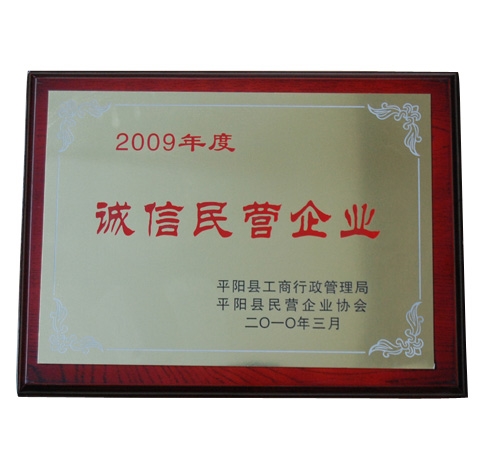 2009年度
诚信民营企业
平阳县工商行政管理局
平阳县民营企业协会
二〇一〇年三月